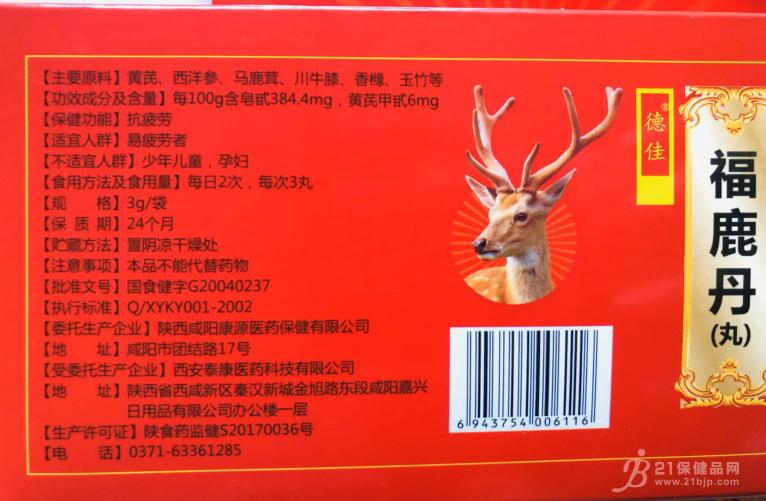 【主要原料】黄芪、西洋参、马鹿茸、川牛膝、香橼、玉竹等
【功效成分及含量】每100g含皂甙384.4mg，黄芪甲甙6mg
【保健功能】抗疲劳
【适宜人群】易疲劳者
【不适宜人群】少年儿童，孕妇
【食用方法及食用量】每日2次，每次3丸
【规 格】3g/袋
【保 质 期】24个月
【贮藏方法】置阴凉干燥处
【注意事项】本品不能代替药物
【批准文号】国食健字G20040237
【执行标准】Q/XYKY001-2002
【委托生产企业】陕西咸阳康源医药保健有限公司
【地 址】咸阳市团结路17号
【受委托生产企业】西安泰康医药科技有限公司
【地 址】陕西省西咸新区秦汉新城金旭路东段咸阳嘉兴
日用品有限公司办公楼一层
【生产许可证】陕食药监健S20170036号
【电 话】0371-63361285
德佳®
福鹿丹
(丸)
6 943754 006116
21保健品网
www.21bjp.com